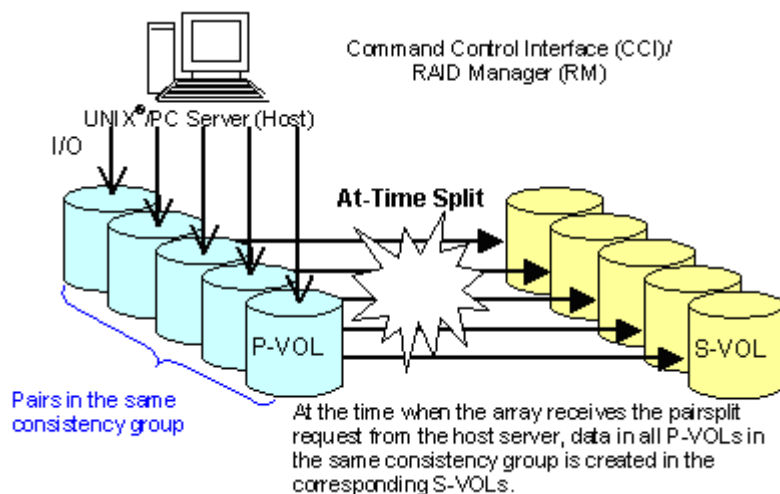 Command Control Interface (CCI)/
RAID Manager (RM)
UNIX®/PC Server (Host)
I/O
At-Time Split
P-VOL
S-VOL
Pairs in the same
consistency group
At the time when the array receives the pairsplit
request from the host server, data in all P-VOLs in
the same consistency group is created in the
corresponding S-VOLs.